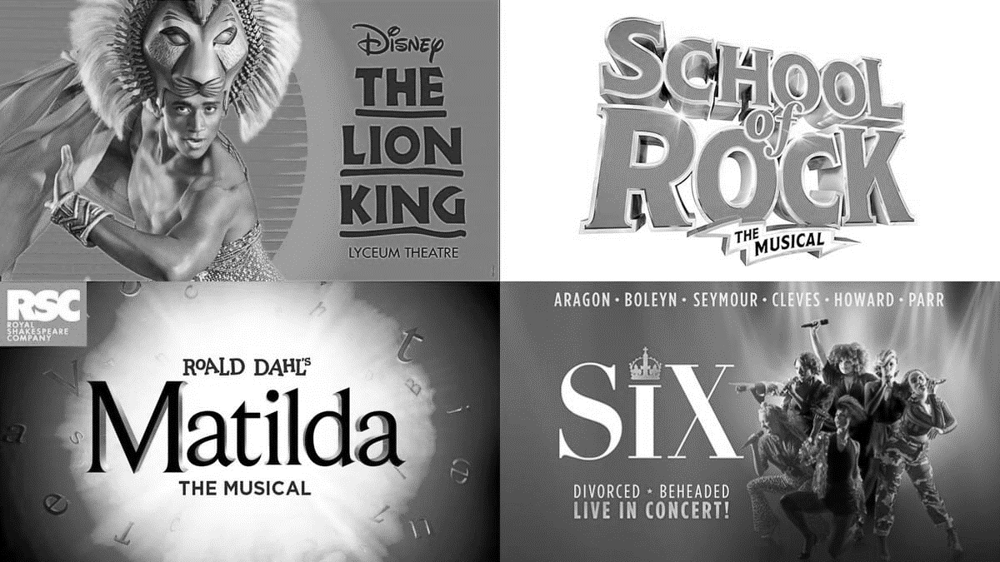 Disney
THE
LION
KING
LYCEUM THEATRE
SCHOOL
of
ROCK
THE
MUSICAL
RSC
ROYAL
SHAKESPEARE
COMPANY
ROALD DAHL'S
Matilda
THE MUSICAL
ARAGON • BOLEYN • SEYMOUR • CLEVES • HOWARD • PARR
SIX
DIVORCED ★ BEHEADED
LIVE IN CONCERT!